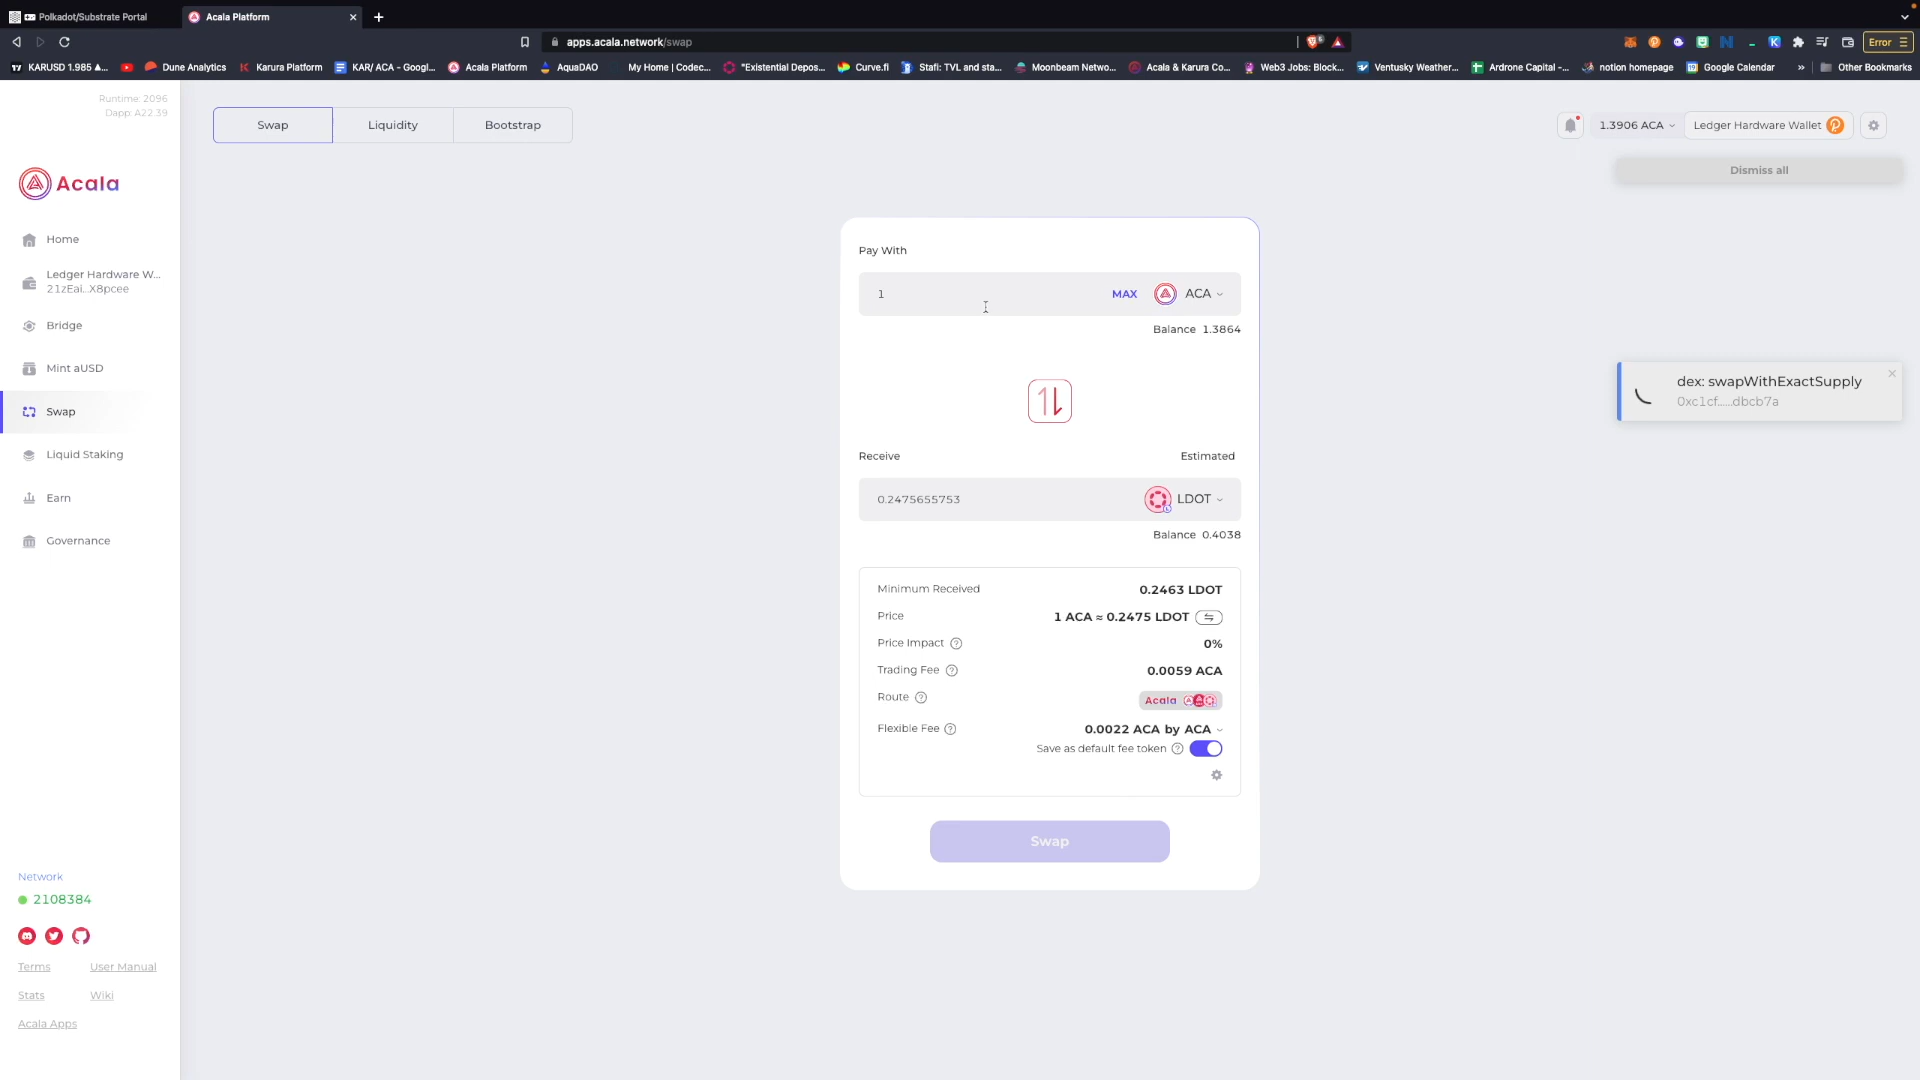 Polkadot/Substrate Portal
Acala Platform
apps.acala.network/swap
Error
KARUSD 1.985 ▲...
Dune Analytics
Karura Platform
KAR/ ACA - Googl...
Acala Platform
AquaDAO
My Home | Codec...
"Existential Depos...
Curve.fi
Stafi: TVL and sta...
Moonbeam Netwo...
Acala & Karura Co...
Web3 Jobs: Block...
Ventusky Weather...
Ardrone Capital -...
notion homepage
Google Calendar
»
Other Bookmarks
Runtime: 2096
Dapp: A22.39
Acala
Home
Ledger Hardware W...
21zEai...X8pcee
Bridge
Mint aUSD
Swap
Liquid Staking
Earn
Governance
Network
2108384
Terms
User Manual
Stats
Wiki
Acala Apps
Swap
Liquidity
Bootstrap
1.3906 ACA
Ledger Hardware Wallet
Dismiss all
dex: swapWithExactSupply
0xc1cf......dbcb7a
Pay With
1
MAX
ACA
Balance 1.3864
Receive
Estimated
0.2475655753
LDOT
Balance 0.4038
Minimum Received
0.2463 LDOT
Price
1 ACA ≈ 0.2475 LDOT
Price Impact
0%
Trading Fee
0.0059 ACA
Route
Acala
Flexible Fee
0.0022 ACA by ACA
Save as default fee token
Swap